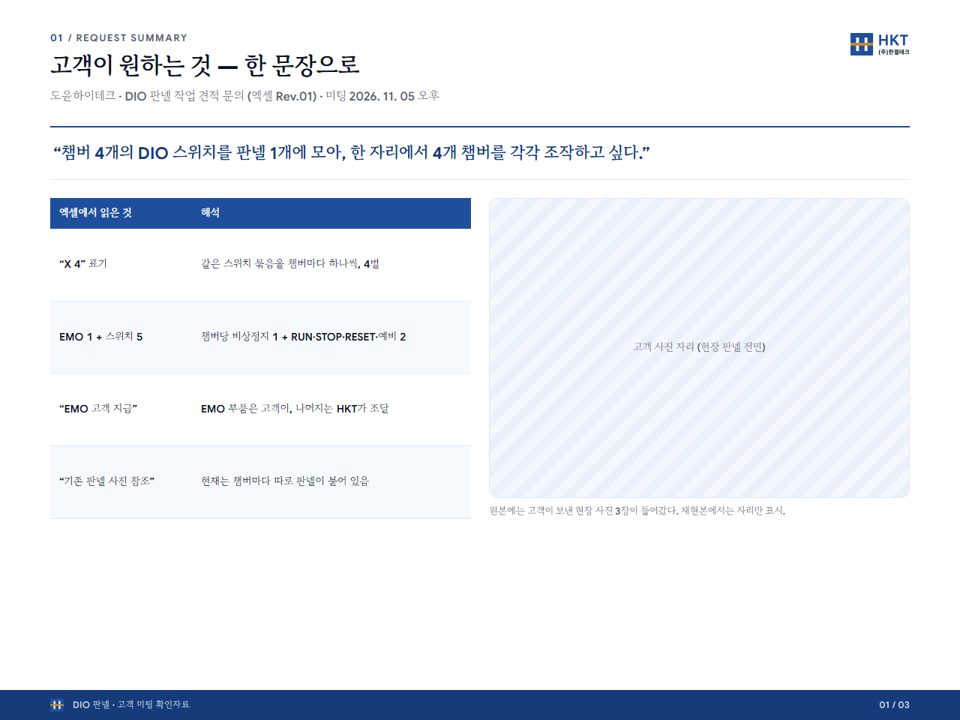 01 / REQUEST SUMMARY
고객이 원하는 것 — 한 문장으로
도윤하이테크 · DIO 판넬 작업 견적 문의 (엑셀 Rev.01) · 미팅 2026. 11. 05 오후
HKT
(주)한결테크
“챔버 4개의 DIO 스위치를 판넬 1개에 모아, 한 자리에서 4개 챔버를 각각 조작하고 싶다.”
엑셀에서 읽은 것 해석
“X 4” 표기 같은 스위치 묶음을 챔버마다 하나씩, 4벌
EMO 1 + 스위치 5 챔버당 비상정지 1 + RUN·STOP·RESET·예비 2
“EMO 고객 지급” EMO 부품은 고객이, 나머지는 HKT가 조달
“기존 판넬 사진 참조” 현재는 챔버마다 따로 판넬이 붙어 있음
고객 사진 자리 (현장 판넬 전면)
원본에는 고객이 보낸 현장 사진 3장이 들어갔다. 재현본에서는 자리만 표시.
DIO 판넬 · 고객 미팅 확인자료
01 / 03